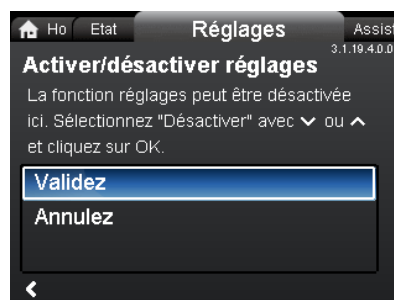 Ho Etat Réglages Assist
3.1.19.4.0.0
Activer/désactiver réglages
La fonction réglages peut être désactivée
ici. Sélectionnez "Désactiver" avec ou
et cliquez sur OK.
Validez
Annulez